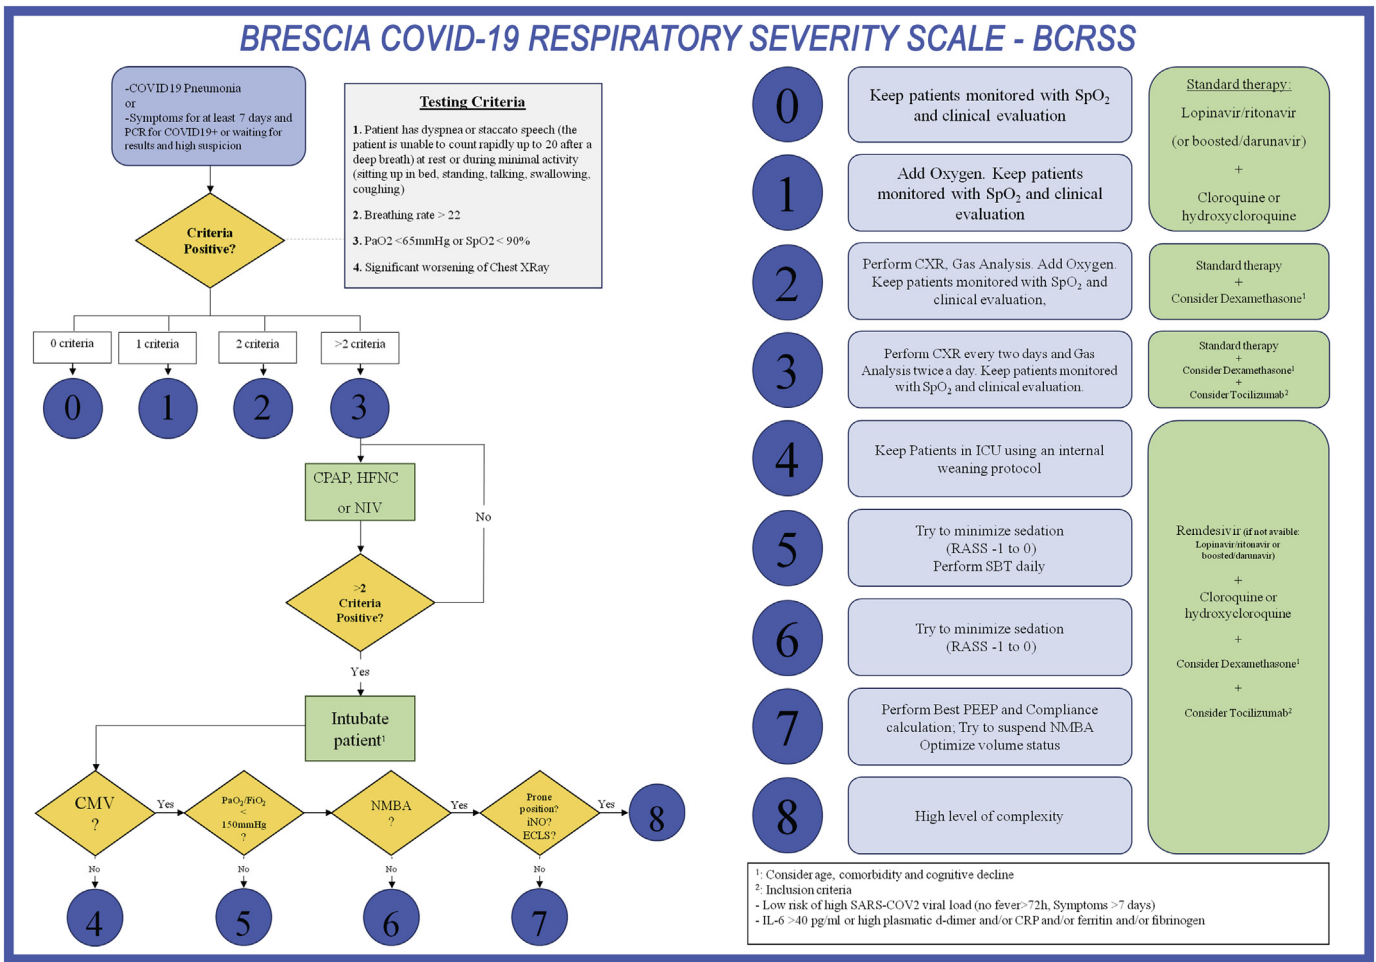 BRESCIA COVID-19 RESPIRATORY SEVERITY SCALE - BCRSS
-COVID19 Pneumonia
or
-Symptoms for at least 7 days and
PCR for COVID19+ or waiting for
results and high suspicion
Testing Criteria
1. Patient has dyspnea or staccato speech (the
patient is unable to count rapidly up to 20 after a
deep breath) at rest or during minimal activity
(sitting up in bed, standing, talking, swallowing,
coughing)
2. Breathing rate > 22
3. PaO2 <65mmHg or SpO2 < 90%
4. Significant worsening of Chest XRay
Criteria
Positive?
0 criteria
1 criteria
2 criteria
>2 criteria
0
1
2
3
CPAP, HFNC
or NIV
No
>2
Criteria
Positive?
Yes
Intubate
patient¹
CMV
?
Yes
PaO₂/FiO₂
<
150mmHg
?
NMBA
?
Yes
Prone
position?
iNO?
ECLS?
Yes
8
No
No
No
No
4
5
6
7
0
Keep patients monitored with SpO₂
and clinical evaluation
1
Add Oxygen. Keep patients
monitored with SpO₂ and clinical
evaluation
Standard therapy:
Lopinavir/ritonavir
(or boosted/darunavir)
+
Cloroquine or
hydroxycloroquine
2
Perform CXR, Gas Analysis. Add Oxygen.
Keep patients monitored with SpO₂ and
clinical evaluation,
Standard therapy
+
Consider Dexamethasone¹
3
Perform CXR every two days and Gas
Analysis twice a day. Keep patients monitored
with SpO₂ and clinical evaluation.
Standard therapy
+
Consider Dexamethasone¹
+
Consider Tocilizumab²
4
Keep Patients in ICU using an internal
weaning protocol
5
Try to minimize sedation
(RASS -1 to 0)
Perform SBT daily
6
Try to minimize sedation
(RASS -1 to 0)
7
Perform Best PEEP and Compliance
calculation; Try to suspend NMBA
Optimize volume status
8
High level of complexity
Remdesivir (if not avaible:
Lopinavir/ritonavir or
boosted/darunavir)
+
Cloroquine or
hydroxycloroquine
+
Consider Dexamethasone¹
+
Consider Tocilizumab²
¹: Consider age, comorbidity and cognitive decline
²: Inclusion criteria
- Low risk of high SARS-COV2 viral load (no fever>72h, Symptoms >7 days)
- IL-6 >40 pg/ml or high plasmatic d-dimer and/or CRP and/or ferritin and/or fibrinogen